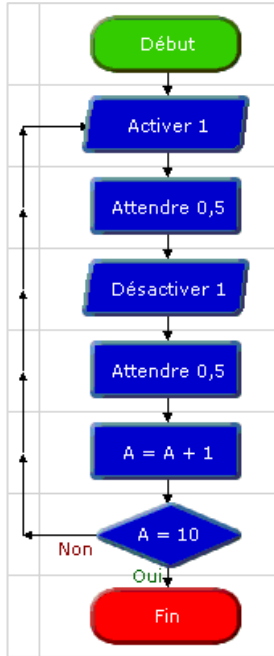 Début
Activer 1
Attendre 0,5
Désactiver 1
Attendre 0,5
A = A + 1
A = 10
Non
Oui
Fin